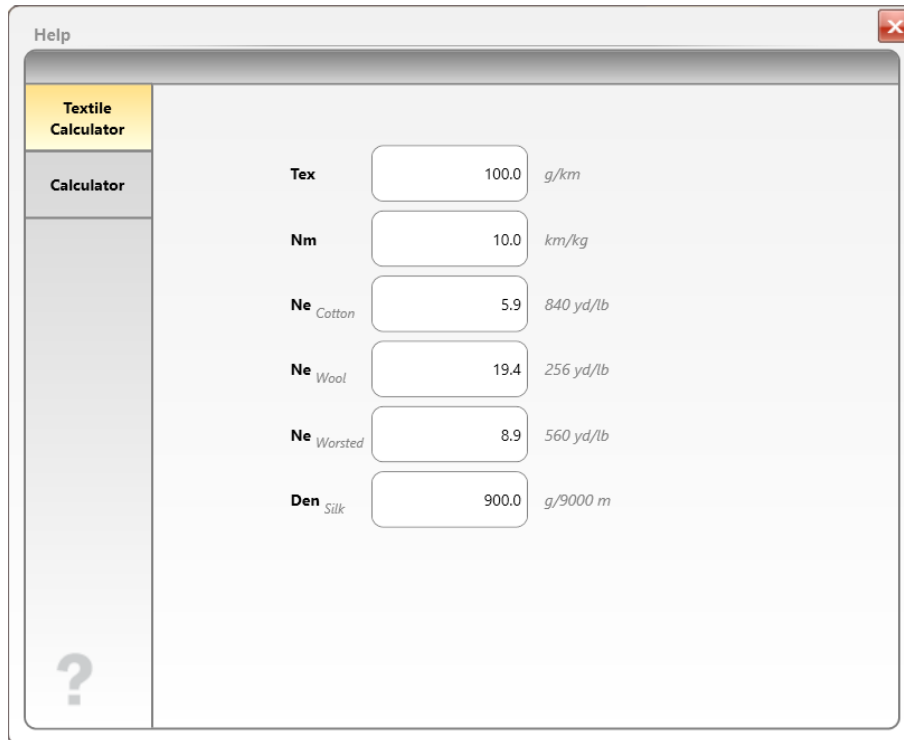 Help
Textile
Calculator
Calculator
Tex 100.0 g/km
Nm 10.0 km/kg
Ne Cotton 5.9 840 yd/lb
Ne Wool 19.4 256 yd/lb
Ne Worsted 8.9 560 yd/lb
Den Silk 900.0 g/9000 m
?